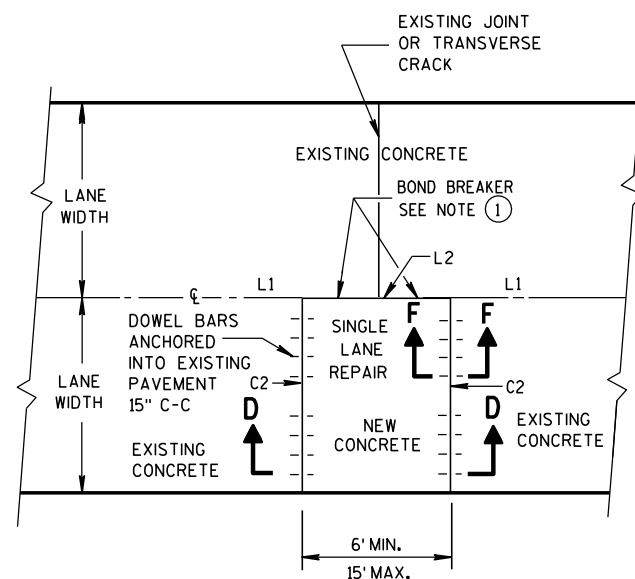 EXISTING JOINT
OR TRANSVERSE
CRACK
EXISTING CONCRETE
LANE
WIDTH
BOND BREAKER
SEE NOTE 1
L2
℄
L1
L1
DOWEL BARS
ANCHORED
INTO EXISTING
PAVEMENT
15" C-C
SINGLE
LANE
REPAIR
F
F
LANE
WIDTH
C2
C2
D
D
EXISTING
CONCRETE
NEW
CONCRETE
EXISTING
CONCRETE
6' MIN.
15' MAX.